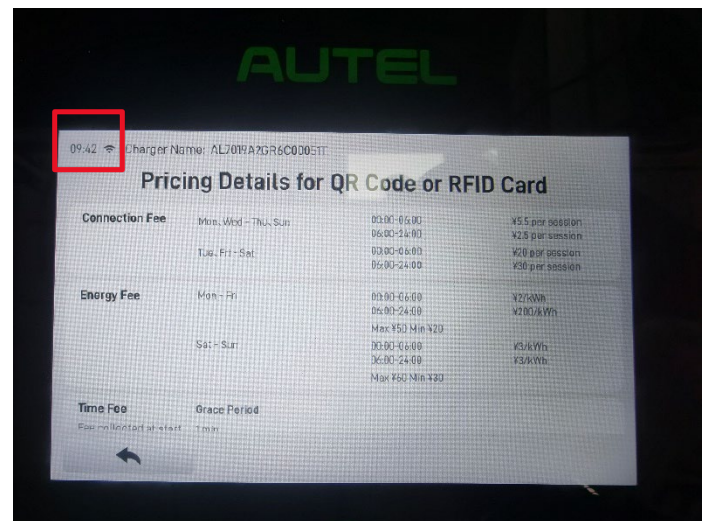 AUTEL
09:42 Charger Name: AL7019A2GR6C00051T
Pricing Details for QR Code or RFID Card
Connection Fee Mon, Wed - Thu, Sun 00:00-06:00 ¥5.5 per session
06:00-24:00 ¥2.5 per session
Tue, Fri - Sat 00:00-06:00 ¥20 per session
06:00-24:00 ¥30 per session
Energy Fee Mon - Fri 00:00-06:00 ¥2/kWh
06:00-24:00 ¥200/kWh
Max ¥50 Min ¥20
Sat - Sun 00:00-06:00 ¥3/kWh
06:00-24:00 ¥3/kWh
Max ¥60 Min ¥30
Time Fee Grace Period
Fee collected at start 1 min